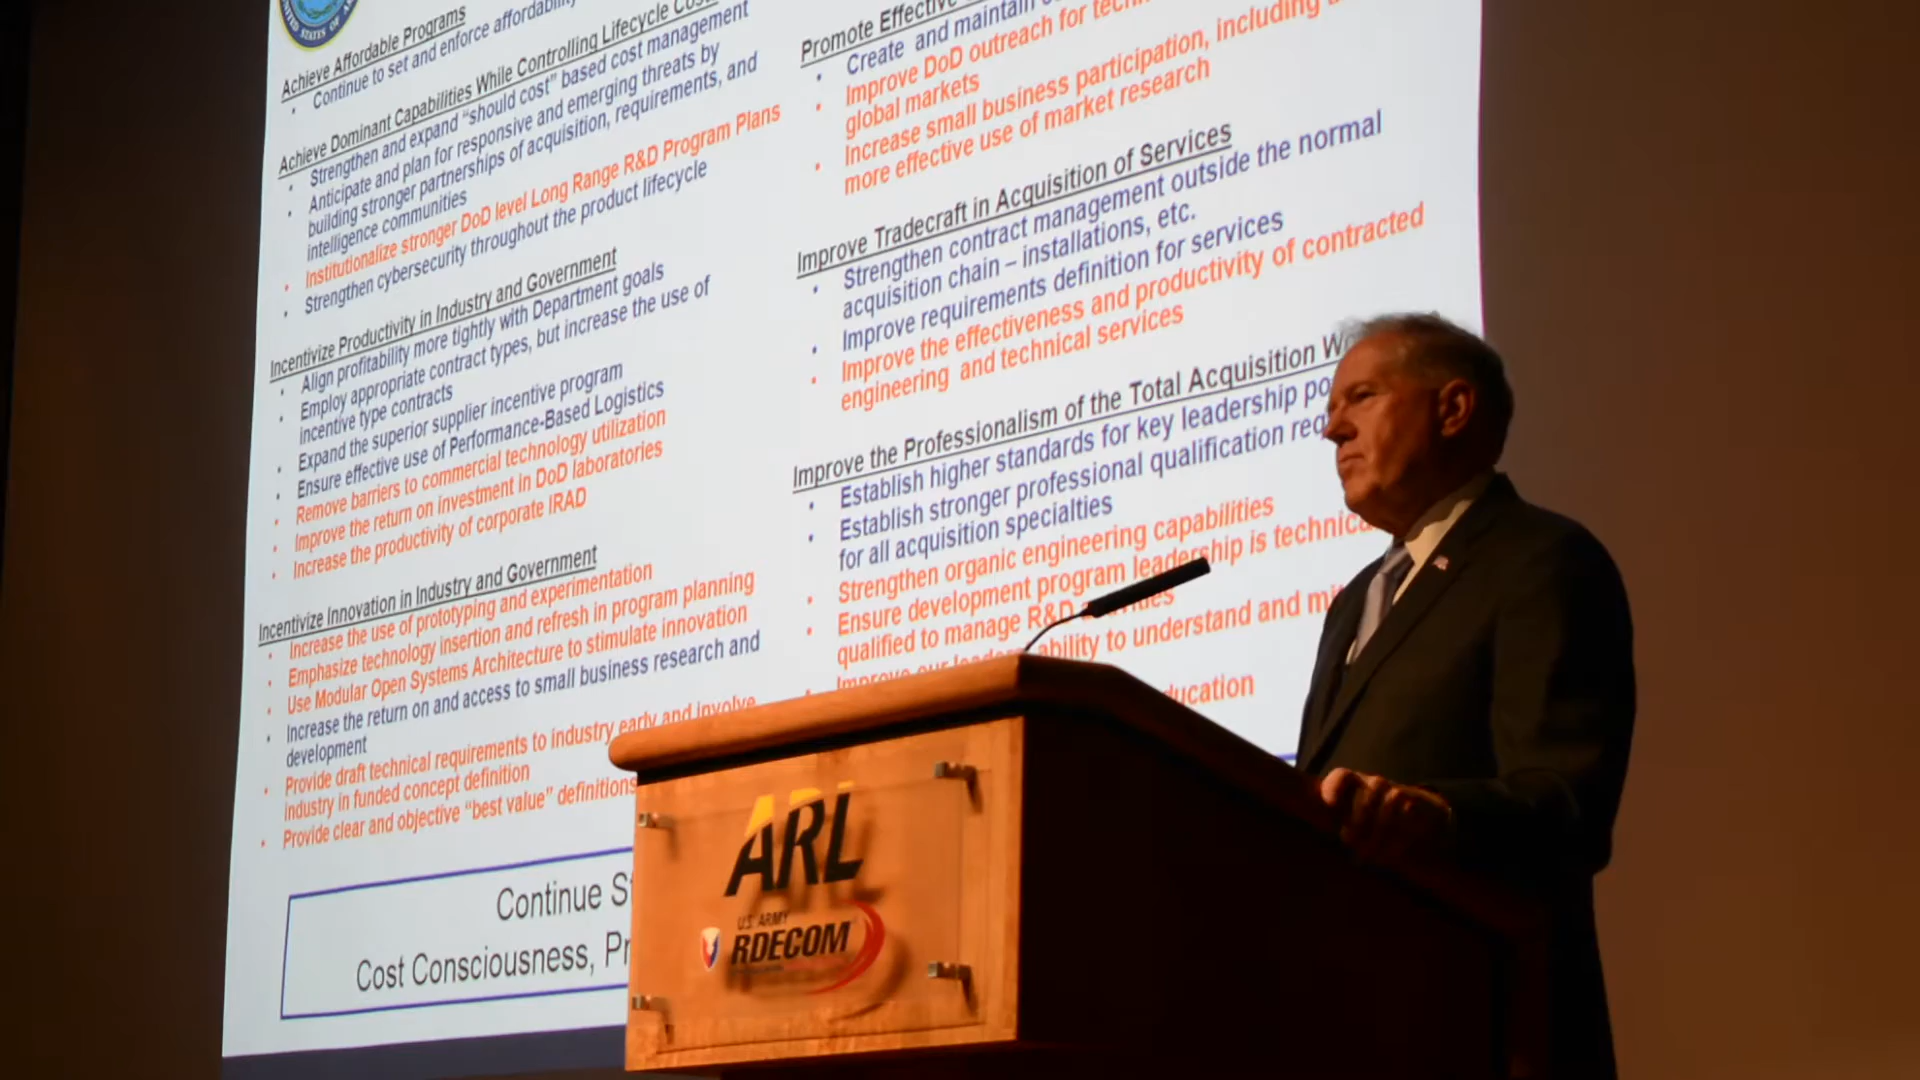 UNITED STATES OF
Achieve Affordable Programs
• Continue to set and enforce affordability
Achieve Dominant Capabilities While Controlling Lifecycle Costs
• Strengthen and expand “should cost” based cost management
• Anticipate and plan for responsive and emerging threats by
building stronger partnerships of acquisition, requirements, and
intelligence communities
• Institutionalize stronger DoD level Long Range R&D Program Plans
• Strengthen cybersecurity throughout the product lifecycle
Incentivize Productivity in Industry and Government
• Align profitability more tightly with Department goals
• Employ appropriate contract types, but increase the use of
incentive type contracts
• Expand the superior supplier incentive program
• Ensure effective use of Performance-Based Logistics
• Remove barriers to commercial technology utilization
• Improve the return on investment in DoD laboratories
• Increase the productivity of corporate IRAD
Incentivize Innovation in Industry and Government
• Increase the use of prototyping and experimentation
• Emphasize technology insertion and refresh in program planning
• Use Modular Open Systems Architecture to stimulate innovation
• Increase the return on and access to small business research and
development
• Provide draft technical requirements to industry early and involve
industry in funded concept definition
• Provide clear and objective “best value” definitions
Promote Effective
• Create and maintain
• Improve DoD outreach for
global markets
• Increase small business participation, including
more effective use of market research
Improve Tradecraft in Acquisition of Services
• Strengthen contract management outside the normal
acquisition chain – installations, etc.
• Improve requirements definition for services
• Improve the effectiveness and productivity of contracted
engineering and technical services
Improve the Professionalism of the Total Acquisition W
• Establish higher standards for key leadership po
• Establish stronger professional qualification req
for all acquisition specialties
• Strengthen organic engineering capabilities
• Ensure development program leadership is technica
qualified to manage R&D activities
• Improve our leaders ability to understand and mit
ducation
Continue St
Cost Consciousness, Pr
ARL
U.S. ARMY
RDECOM